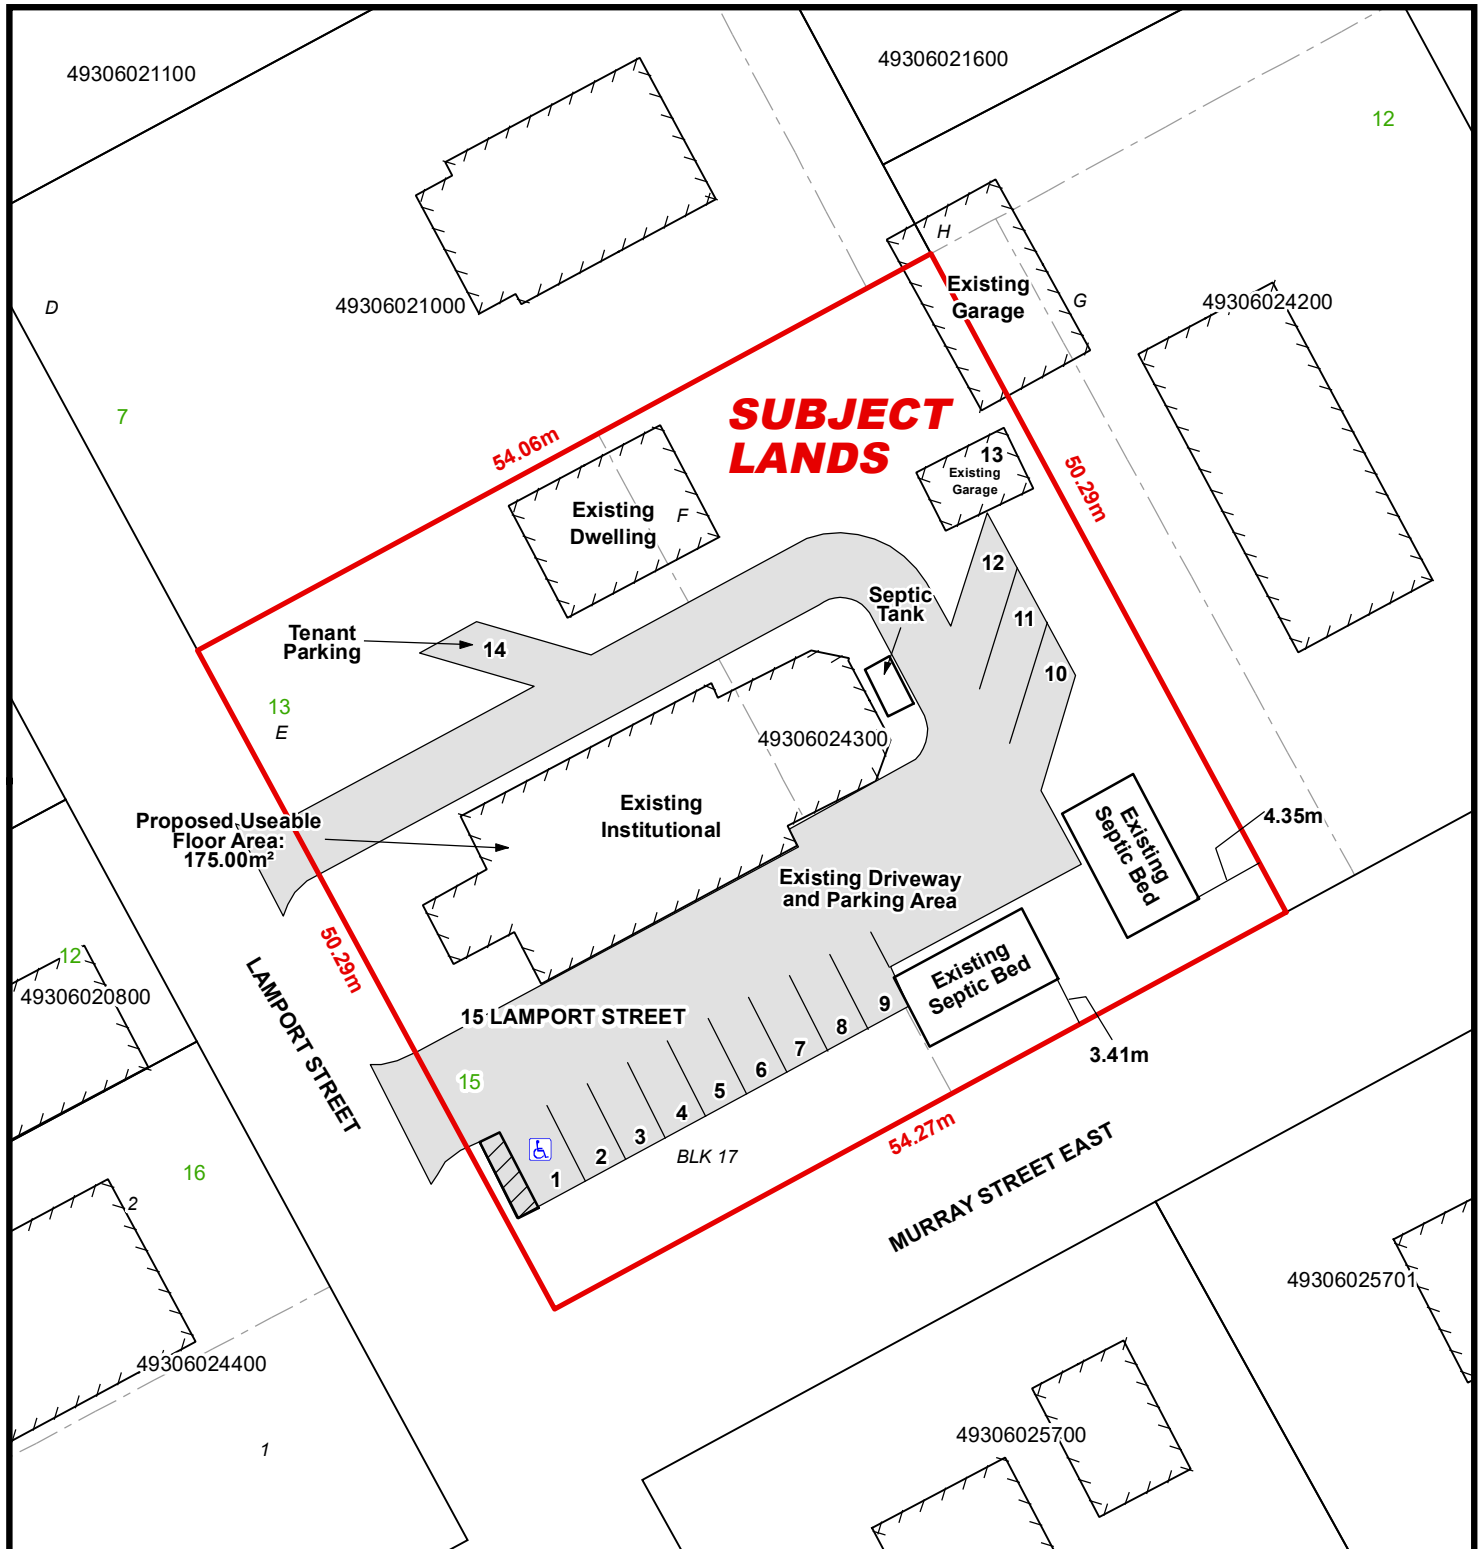 49306021100
49306021600
12
H
Existing
Garage
G
49306024200
D
49306021000
7
SUBJECT
LANDS
54.06m
13
Existing
Garage
50.29m
Existing
Dwelling
F
12
Septic
Tank
11
Tenant
Parking
14
10
13
E
49306024300
Proposed Useable
Floor Area:
175.00m²
Existing
Institutional
4.35m
Existing
Septic Bed
Existing Driveway
and Parking Area
50.29m
12
49306020800
LAMPORT STREET
Existing
Septic Bed
15 LAMPORT STREET
9
8
7
6
5
4
3
2
1
3.41m
15
BLK 17
54.27m
MURRAY STREET EAST
16
2
49306025701
49306024400
49306025700
1